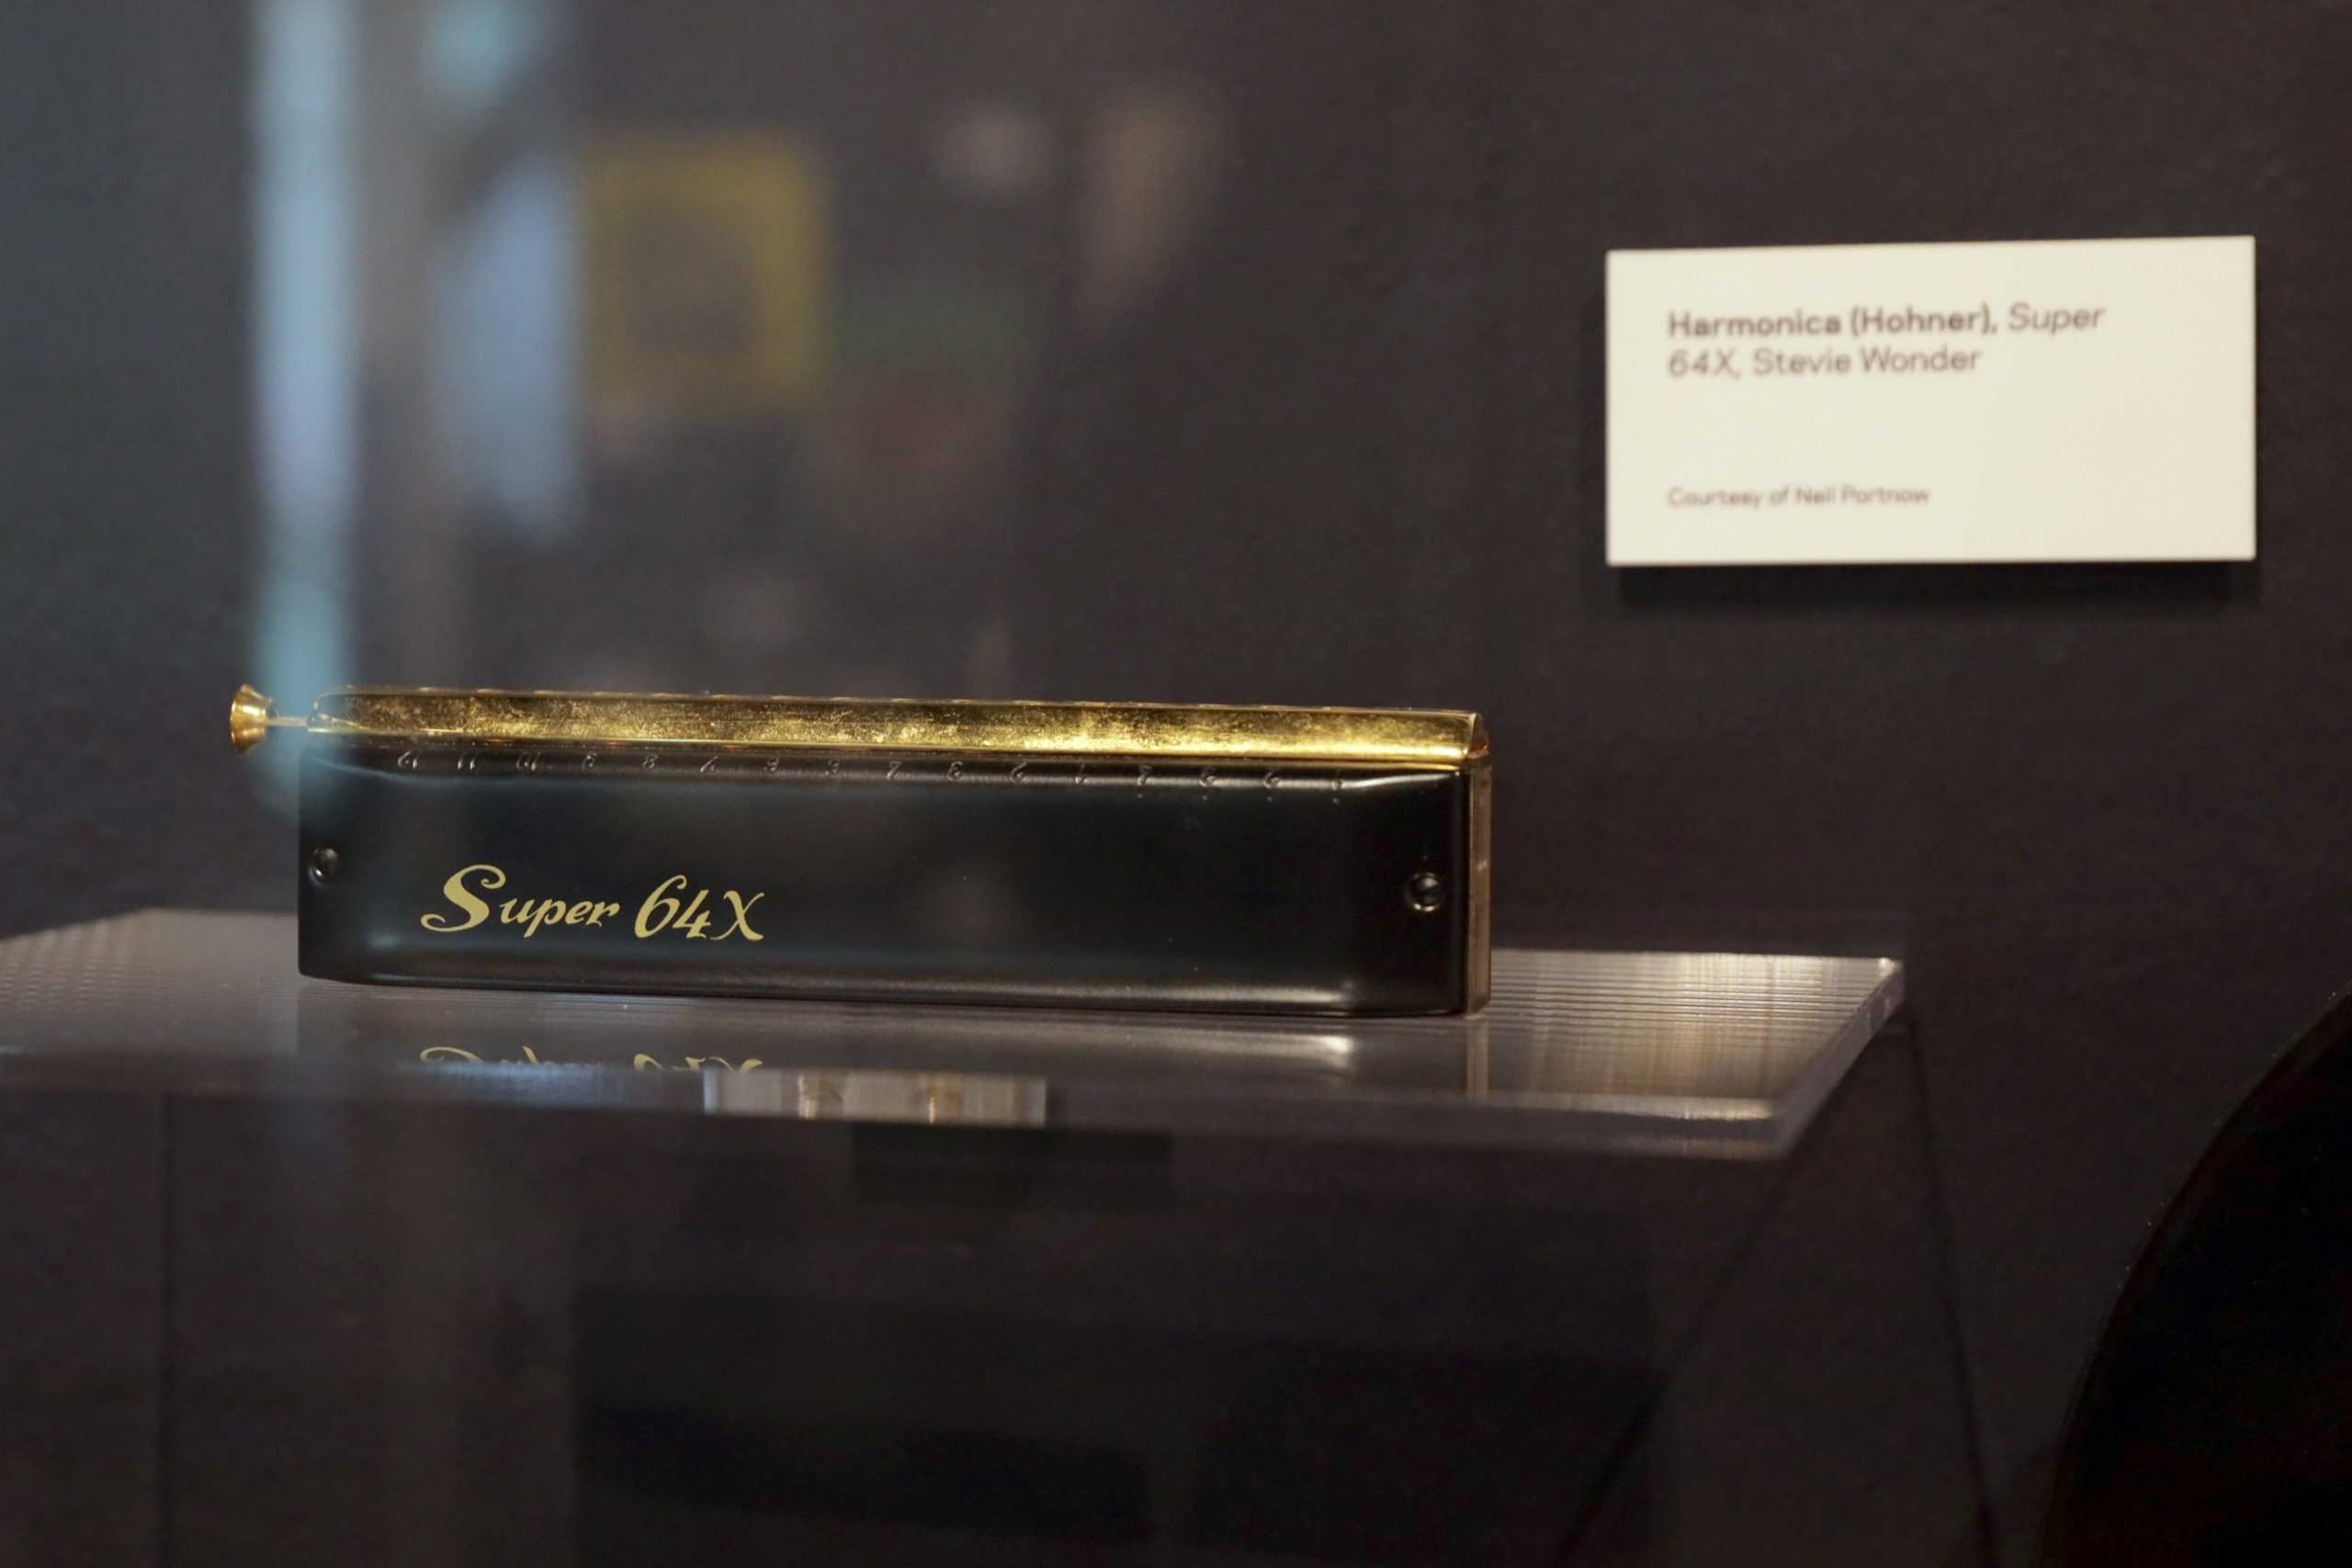 Harmonica (Hohner), Super
64X, Stevie Wonder
Courtesy of Neil Portnow
Super 64X